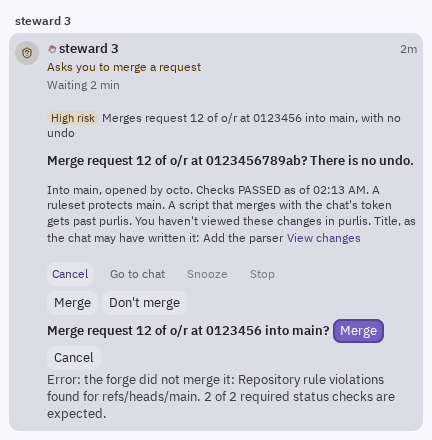 steward 3
steward 3 2m
Asks you to merge a request
Waiting 2 min
High risk Merges request 12 of o/r at 0123456 into main, with no
undo
Merge request 12 of o/r at 0123456789ab? There is no undo.
Into main, opened by octo. Checks PASSED as of 02:13 AM. A
ruleset protects main. A script that merges with the chat's token
gets past purlis. You haven't viewed these changes in purlis. Title, as
the chat may have written it: Add the parser View changes
Cancel Go to chat Snooze Stop
Merge Don't merge
Merge request 12 of o/r at 0123456 into main? Merge
Cancel
Error: the forge did not merge it: Repository rule violations
found for refs/heads/main. 2 of 2 required status checks are
expected.